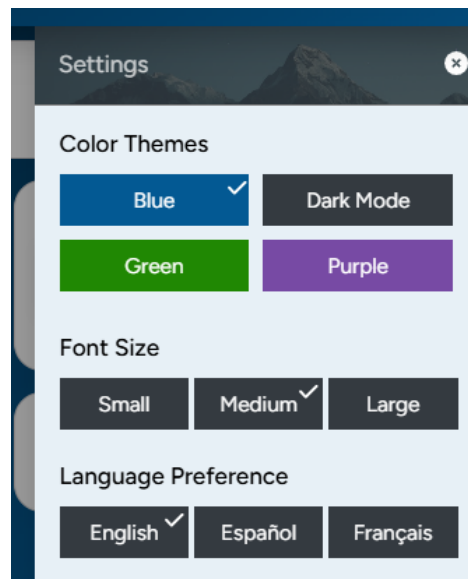 Settings
Color Themes
Blue
Dark Mode
Green
Purple
Font Size
Small
Medium
Large
Language Preference
English
Español
Français